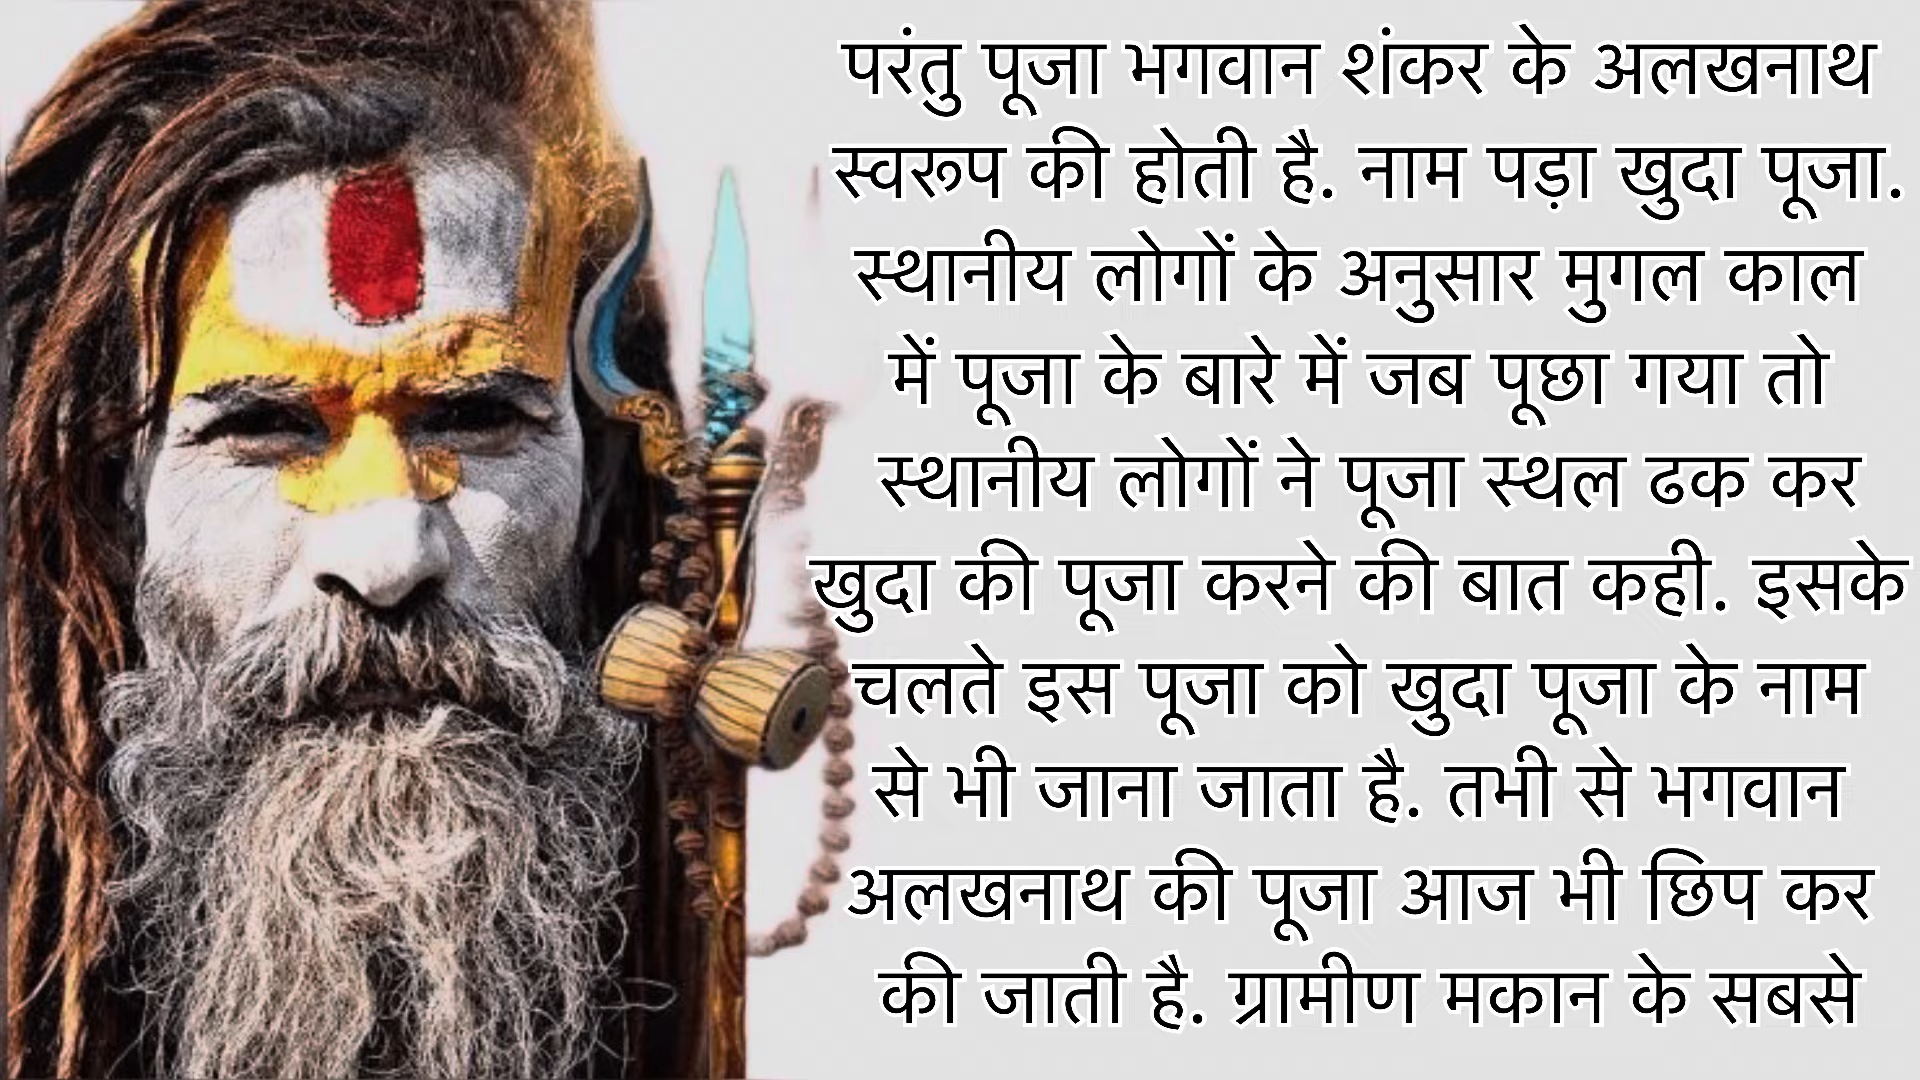 परंतु पूजा भगवान शंकर के अलखनाथ
स्वरूप की होती है. नाम पड़ा खुदा पूजा.
स्थानीय लोगों के अनुसार मुगल काल
में पूजा के बारे में जब पूछा गया तो
स्थानीय लोगों ने पूजा स्थल ढक कर
खुदा की पूजा करने की बात कही. इसके
चलते इस पूजा को खुदा पूजा के नाम
से भी जाना जाता है. तभी से भगवान
अलखनाथ की पूजा आज भी छिप कर
की जाती है. ग्रामीण मकान के सबसे